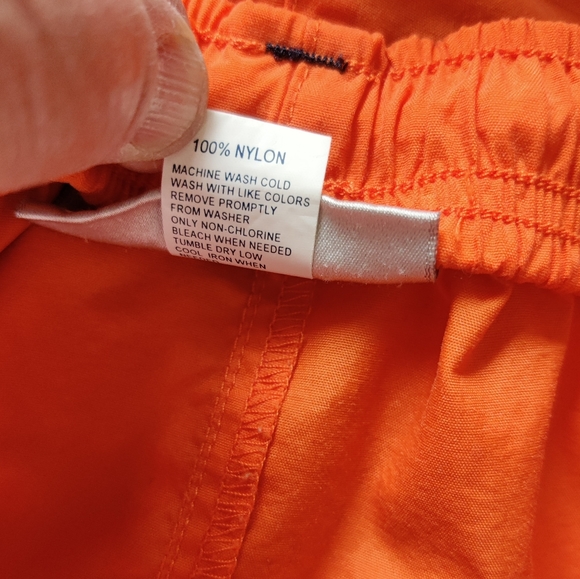 100% NYLON
MACHINE WASH COLD
WASH WITH LIKE COLORS
REMOVE PROMPTLY
FROM WASHER
ONLY NON-CHLORINE
BLEACH WHEN NEEDED
TUMBLE DRY LOW
COOL IRON WHEN